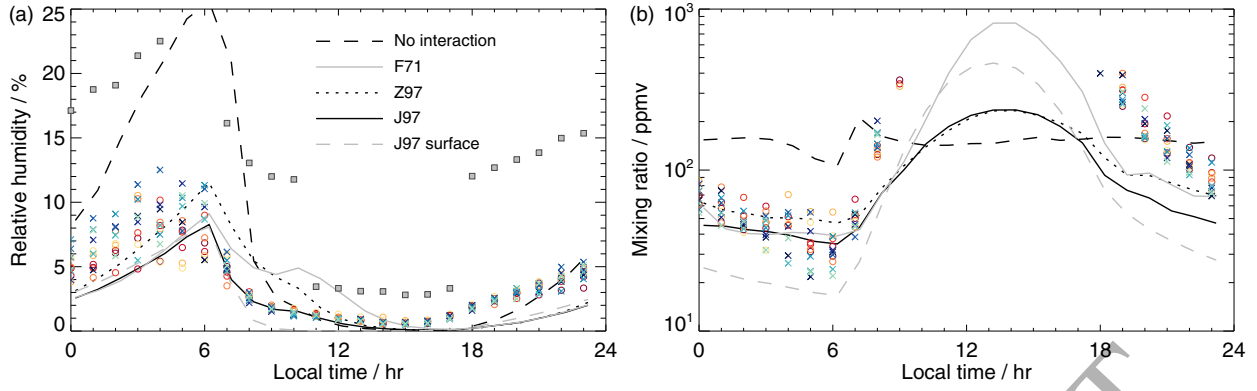 (a)
25
20
15
10
5
0
Relative humidity / %
0 6 12 18 24
Local time / hr
No interaction
F71
Z97
J97
J97 surface
(b)
10³
10²
10¹
Mixing ratio / ppmv
0 6 12 18 24
Local time / hr
T